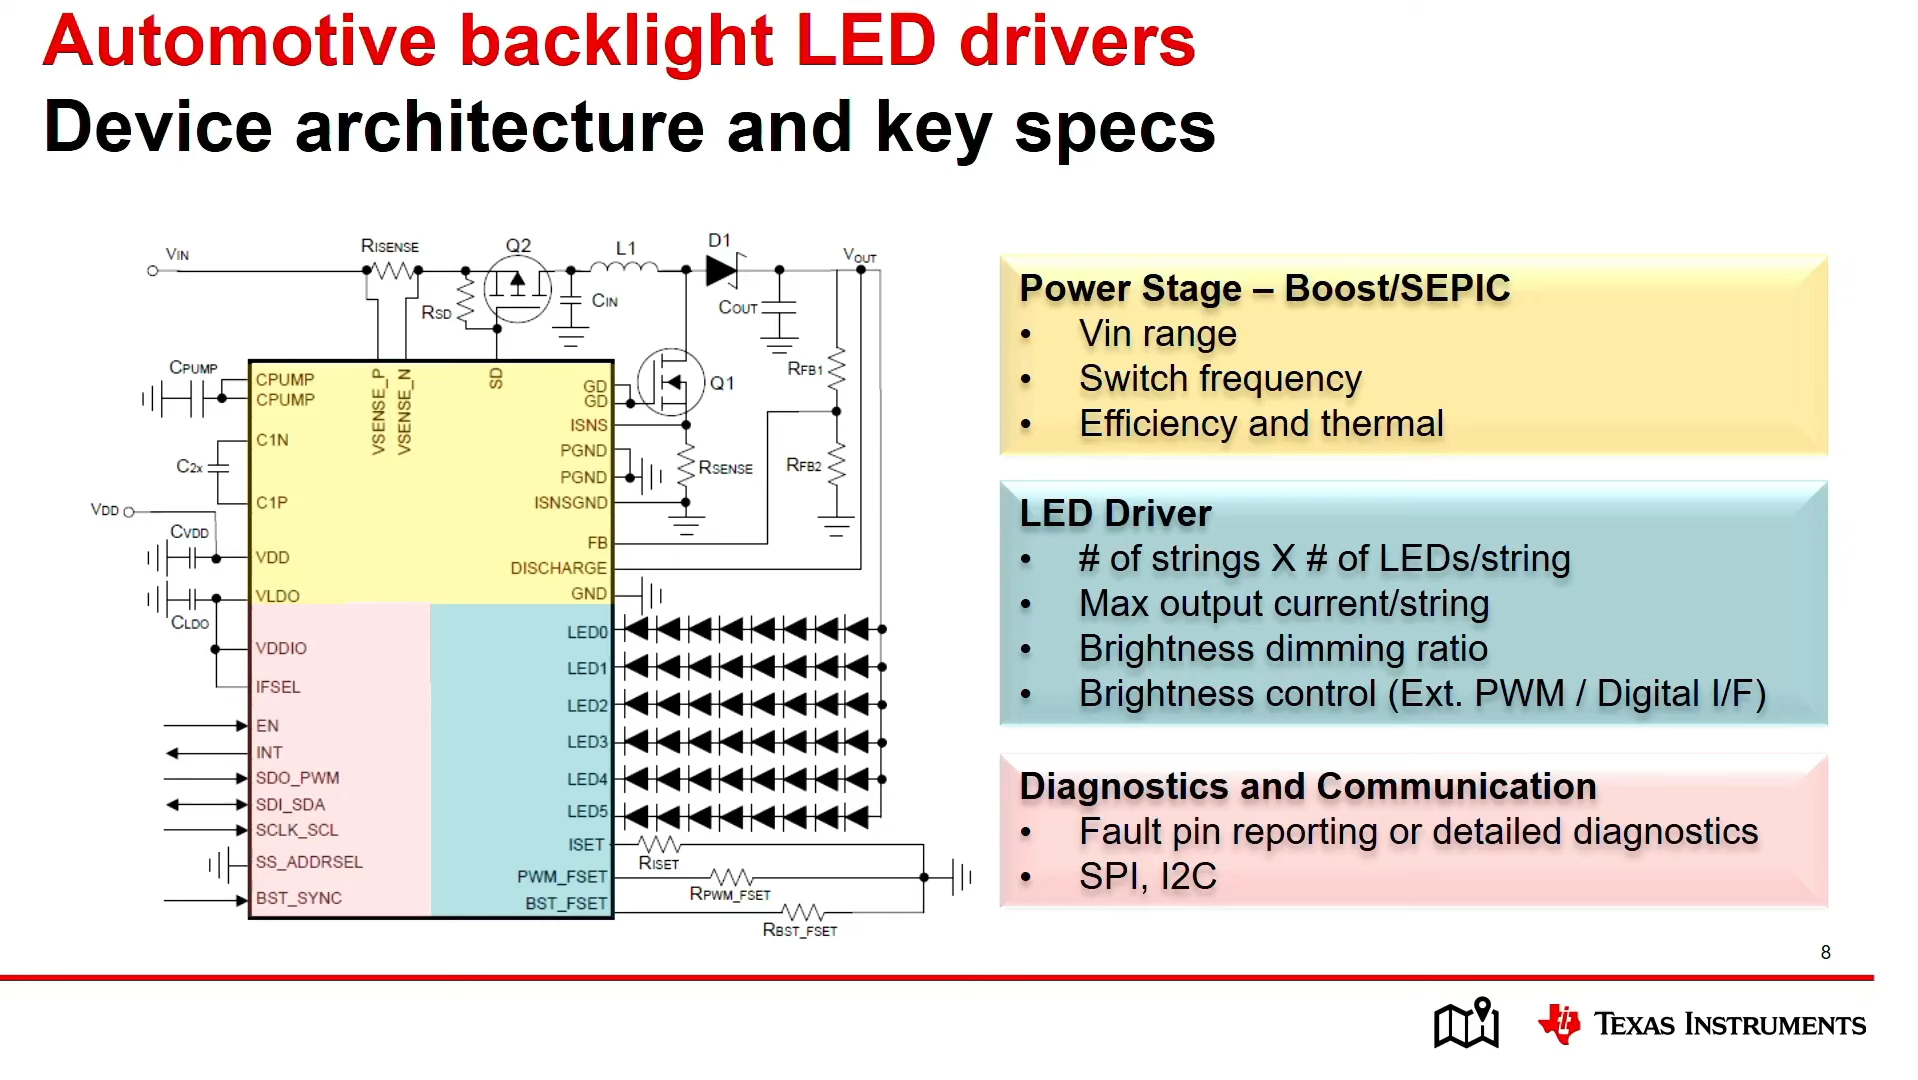 Automotive backlight LED drivers
Device architecture and key specs
VIN
RISENSE
Q2
L1
D1
VOUT
RSD
CIN
COUT
CPUMP
CPUMP
CPUMP
VSENSE_P
VSENSE_N
SD
GD
GD
Q1
RFB1
ISNS
C1N
PGND
C2x
PGND
RSENSE
RFB2
C1P
ISNSGND
VDD
CVDD
FB
VDD
DISCHARGE
VLDO
GND
CLDO
LED0
VDDIO
LED1
IFSEL
LED2
EN
LED3
INT
SDO_PWM
LED4
SDI_SDA
LED5
SCLK_SCL
ISET
RISET
SS_ADDRSEL
PWM_FSET
RPWM_FSET
BST_SYNC
BST_FSET
RBST_FSET
Power Stage – Boost/SEPIC
• Vin range
• Switch frequency
• Efficiency and thermal
LED Driver
• # of strings X # of LEDs/string
• Max output current/string
• Brightness dimming ratio
• Brightness control (Ext. PWM / Digital I/F)
Diagnostics and Communication
• Fault pin reporting or detailed diagnostics
• SPI, I2C
8
TEXAS INSTRUMENTS